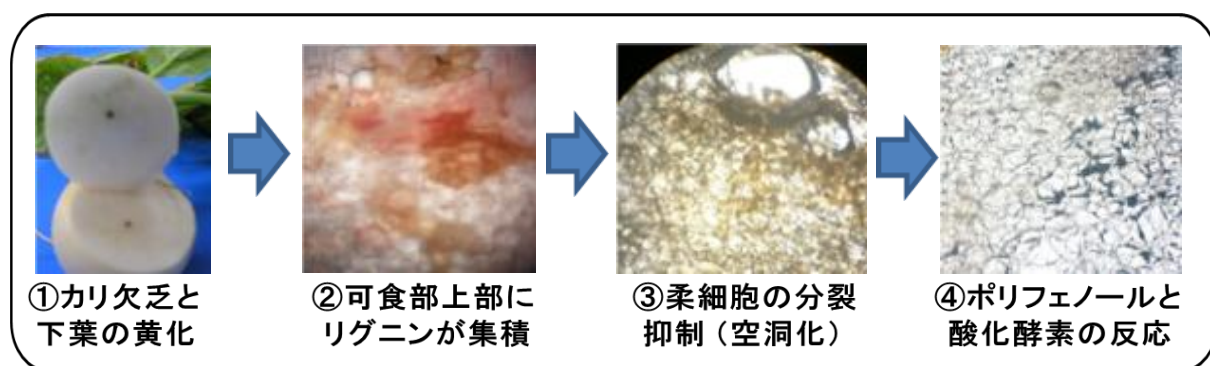 ①カリ欠乏と
下葉の黄化
②可食部上部に
リグニンが集積
③柔細胞の分裂
抑制（空洞化）
④ポリフェノールと
酸化酵素の反応